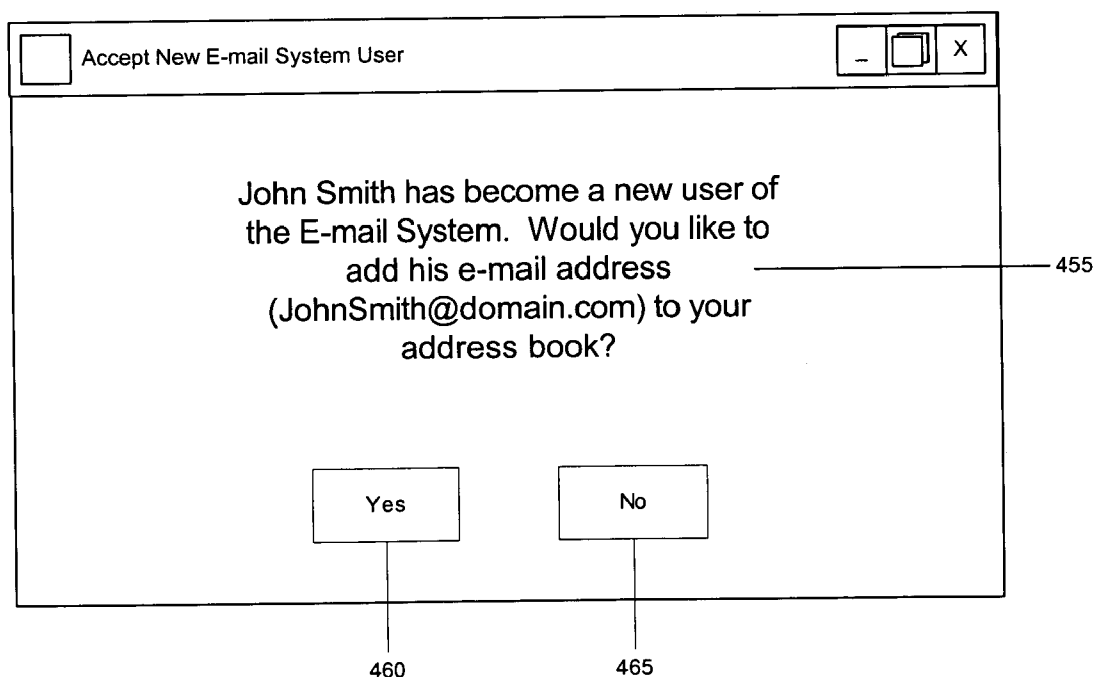 Accept New E-mail System User
_ X
John Smith has become a new user of
the E-mail System. Would you like to
add his e-mail address
(JohnSmith@domain.com) to your
address book?
455
Yes
No
460
465